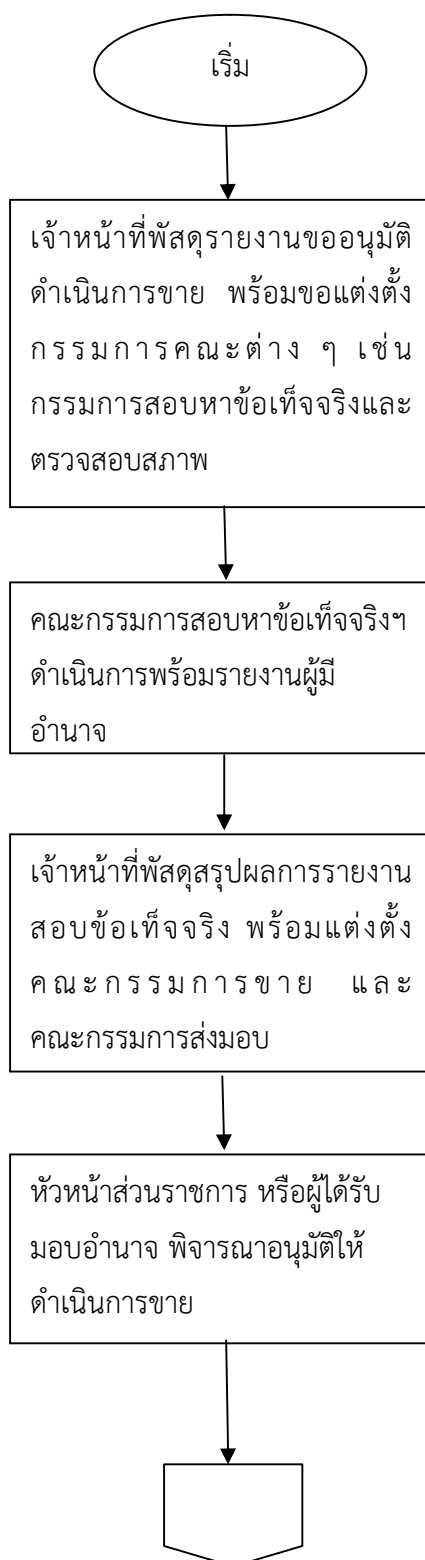 เริ่ม
เจ้าหน้าที่พัสดุรายงานขออนุมัติ
ดำเนินการขาย พร้อมขอแต่งตั้ง
กรรมการคณะต่าง ๆ เช่น
กรรมการสอบหาข้อเท็จจริงและ
ตรวจสอบสภาพ
คณะกรรมการสอบหาข้อเท็จจริงฯ
ดำเนินการพร้อมรายงานผู้มี
อำนาจ
เจ้าหน้าที่พัสดุสรุปผลการรายงาน
สอบข้อเท็จจริง พร้อมแต่งตั้ง
คณะกรรมการขาย และ
คณะกรรมการส่งมอบ
หัวหน้าส่วนราชการ หรือผู้ได้รับ
มอบอำนาจ พิจารณาอนุมัติให้
ดำเนินการขาย